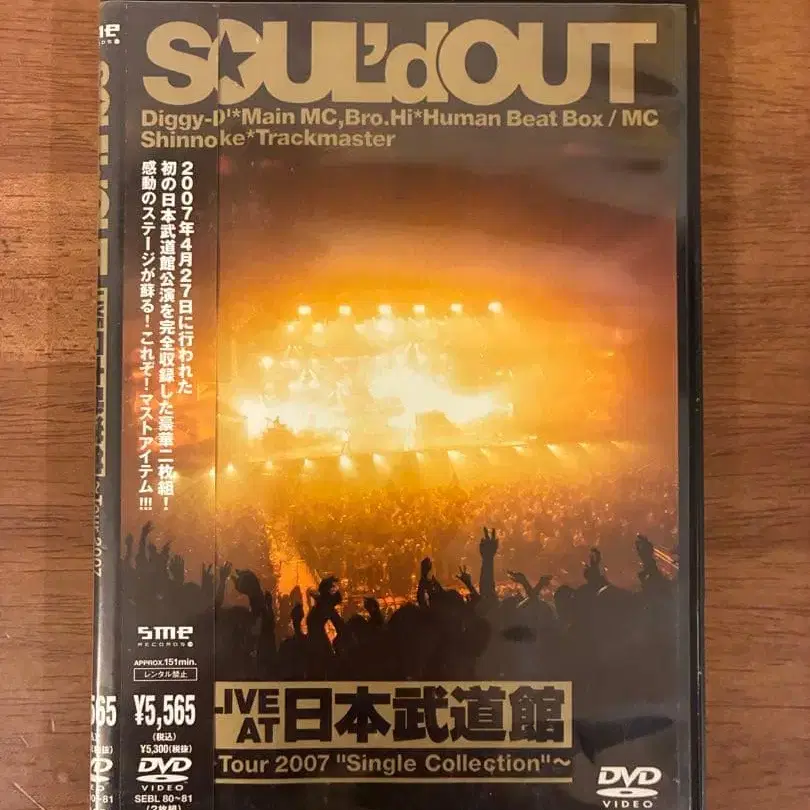 SOUL'dOUT
Diggy-D'*Main MC,Bro.Hi*Human Beat Box / MC
Shinnoke*Trackmaster
2007年4月27日に行われた
初の日本武道館公演を完全収録した豪華二枚組！
感動のステージが蘇る！これぞ！マストアイテム!!!
sme
RECORDS
APPROX.151min.
レンタル禁止
¥5,565
(税込)
¥5,300(税抜)
DVD
VIDEO
SEBL 80~81
(2枚組)
LIVE
AT
日本武道館
Tour 2007 "Single Collection"~
DVD
VIDEO